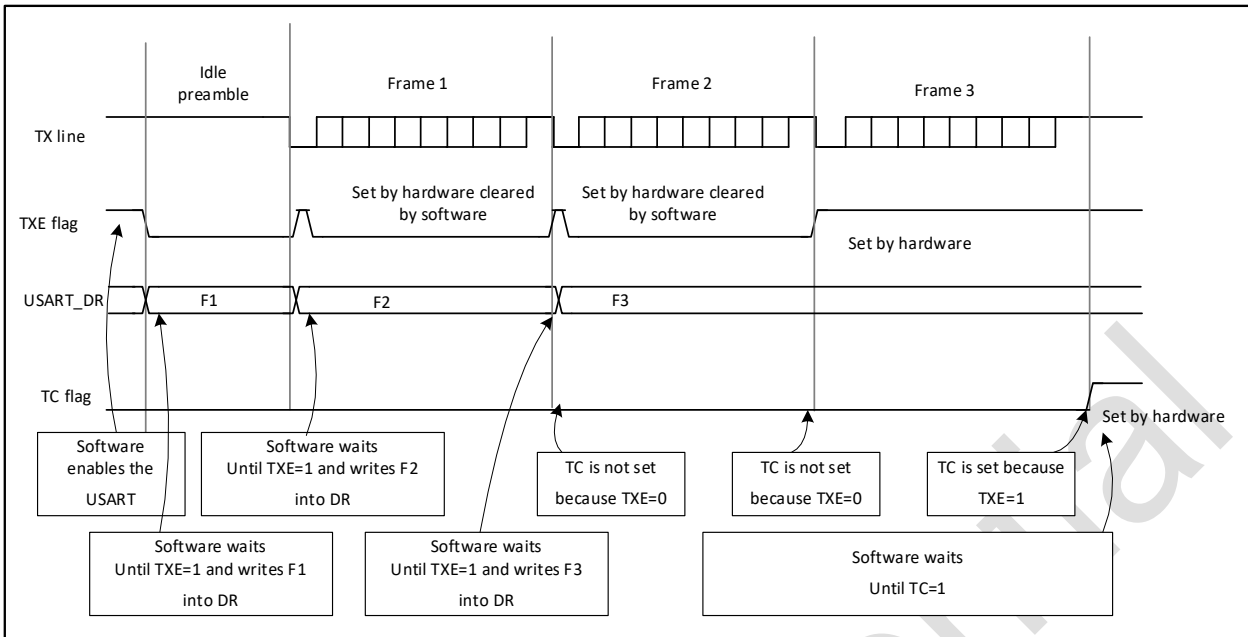 Idle
preamble
Frame 1
Frame 2
Frame 3
TX line
Set by hardware cleared
by software
Set by hardware cleared
by software
TXE flag
Set by hardware
USART_DR
F1
F2
F3
TC flag
Set by hardware
Software
enables the
USART
Software waits
Until TXE=1 and writes F2
into DR
TC is not set
because TXE=0
TC is not set
because TXE=0
TC is set because
TXE=1
Software waits
Until TXE=1 and writes F1
into DR
Software waits
Until TXE=1 and writes F3
into DR
Software waits
Until TC=1